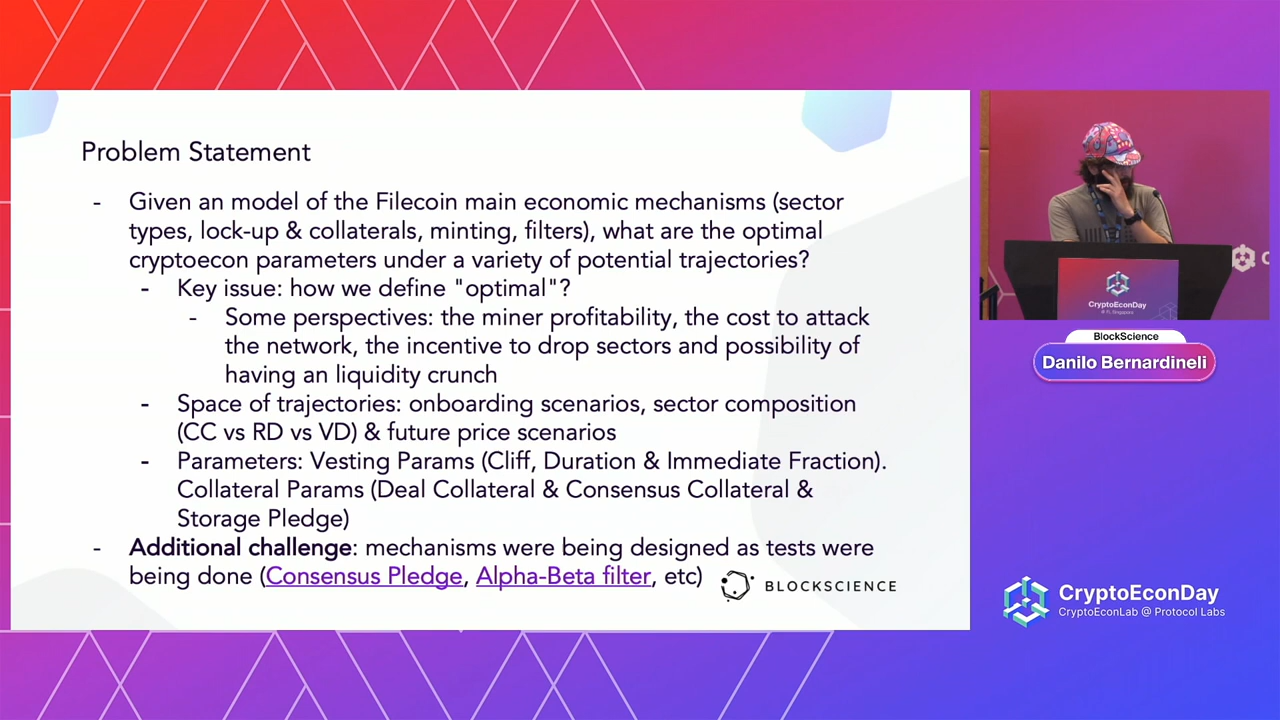 Problem Statement
- Given an model of the Filecoin main economic mechanisms (sector
types, lock-up & collaterals, minting, filters), what are the optimal
cryptoecon parameters under a variety of potential trajectories?
- Key issue: how we define "optimal"?
- Some perspectives: the miner profitability, the cost to attack
the network, the incentive to drop sectors and possibility of
having an liquidity crunch
- Space of trajectories: onboarding scenarios, sector composition
(CC vs RD vs VD) & future price scenarios
- Parameters: Vesting Params (Cliff, Duration & Immediate Fraction).
Collateral Params (Deal Collateral & Consensus Collateral &
Storage Pledge)
- Additional challenge: mechanisms were being designed as tests were
being done (Consensus Pledge, Alpha-Beta filter, etc)
BLOCKSCIENCE
CryptoEconDay
BlockScience
Danilo Bernardineli
CryptoEconDay
CryptoEconLab @ Protocol Labs